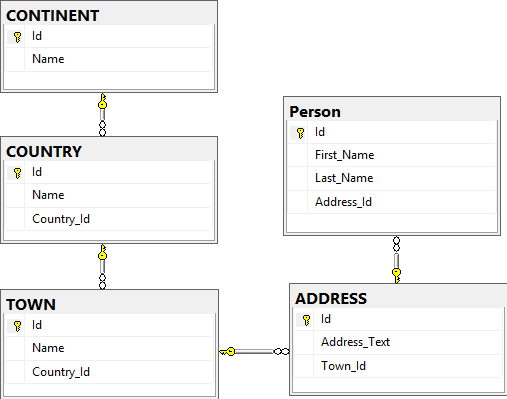 CONTINENT
Id
Name
COUNTRY
Id
Name
Country_Id
TOWN
Id
Name
Country_Id
Person
Id
First_Name
Last_Name
Address_Id
ADDRESS
Id
Address_Text
Town_Id